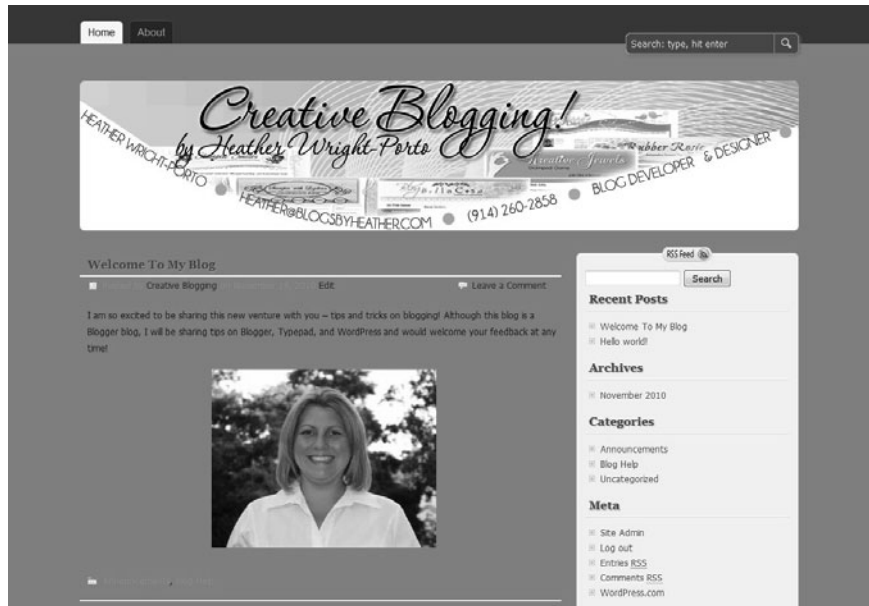 Home
About
Search: type, hit enter
Creative Blogging!
by Heather Wright-Porto
HEATHER WRIGHT-PORTO
HEATHER@BLOGSBYHEATHER.COM
(914) 260-2858
BLOG DEVELOPER & DESIGNER
Rubber Rosie
Kreative Jewels
BellaCasa
Welcome To My Blog
Creative Blogging
Edit
Leave a Comment
I am so excited to be sharing this new venture with you – tips and tricks on blogging! Although this blog is a
Blogger blog, I will be sharing tips on Blogger, Typepad, and WordPress and would welcome your feedback at any
time!
RSS Feed
Search
Recent Posts
Welcome To My Blog
Hello world!
Archives
November 2010
Categories
Announcements
Blog Help
Uncategorized
Meta
Site Admin
Log out
Entries RSS
Comments RSS
WordPress.com